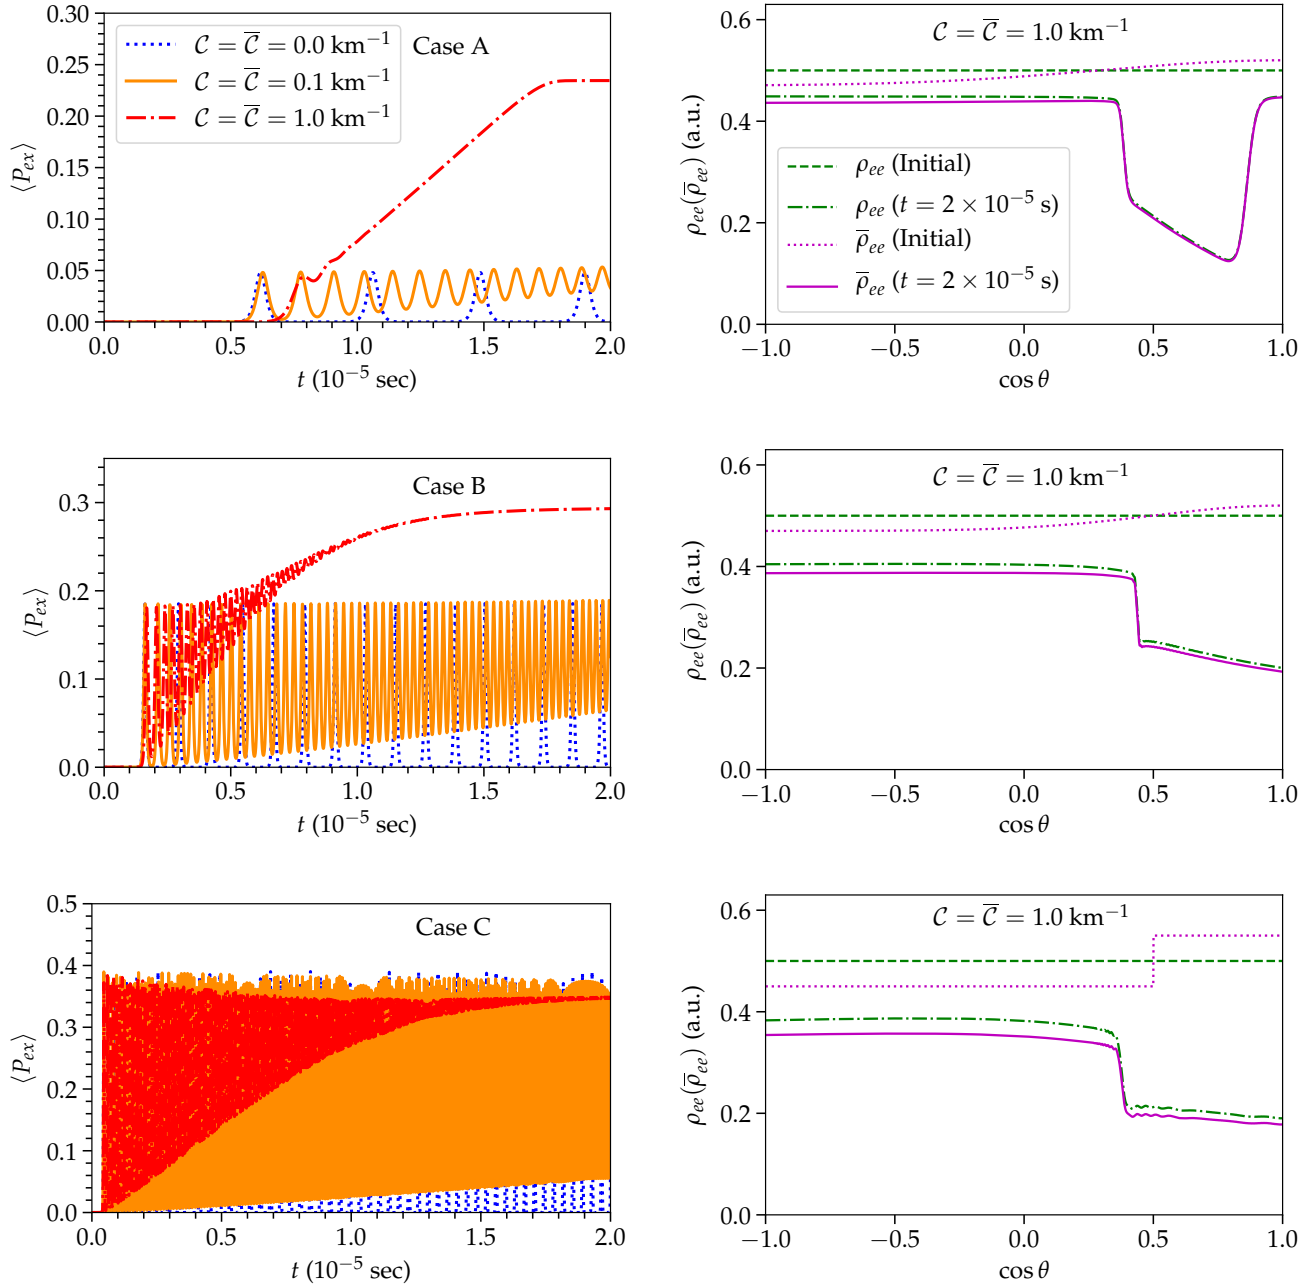 0.30
0.25
0.20
0.15
0.10
0.05
0.00
⟨P_ex⟩
C = C̅ = 0.0 km⁻¹
C = C̅ = 0.1 km⁻¹
C = C̅ = 1.0 km⁻¹
Case A
0.0 0.5 1.0 1.5 2.0
t (10⁻⁵ sec)
C = C̅ = 1.0 km⁻¹
0.6
0.4
0.2
0.0
ρ_ee(ρ̅_ee) (a.u.)
ρ_ee (Initial)
ρ_ee (t = 2 × 10⁻⁵ s)
ρ̅_ee (Initial)
ρ̅_ee (t = 2 × 10⁻⁵ s)
−1.0 −0.5 0.0 0.5 1.0
cos θ
Case B
0.3
0.2
0.1
0.0
⟨P_ex⟩
0.0 0.5 1.0 1.5 2.0
t (10⁻⁵ sec)
C = C̅ = 1.0 km⁻¹
0.6
0.4
0.2
0.0
ρ_ee(ρ̅_ee) (a.u.)
−1.0 −0.5 0.0 0.5 1.0
cos θ
Case C
0.5
0.4
0.3
0.2
0.1
0.0
⟨P_ex⟩
0.0 0.5 1.0 1.5 2.0
t (10⁻⁵ sec)
C = C̅ = 1.0 km⁻¹
0.6
0.4
0.2
0.0
ρ_ee(ρ̅_ee) (a.u.)
−1.0 −0.5 0.0 0.5 1.0
cos θ